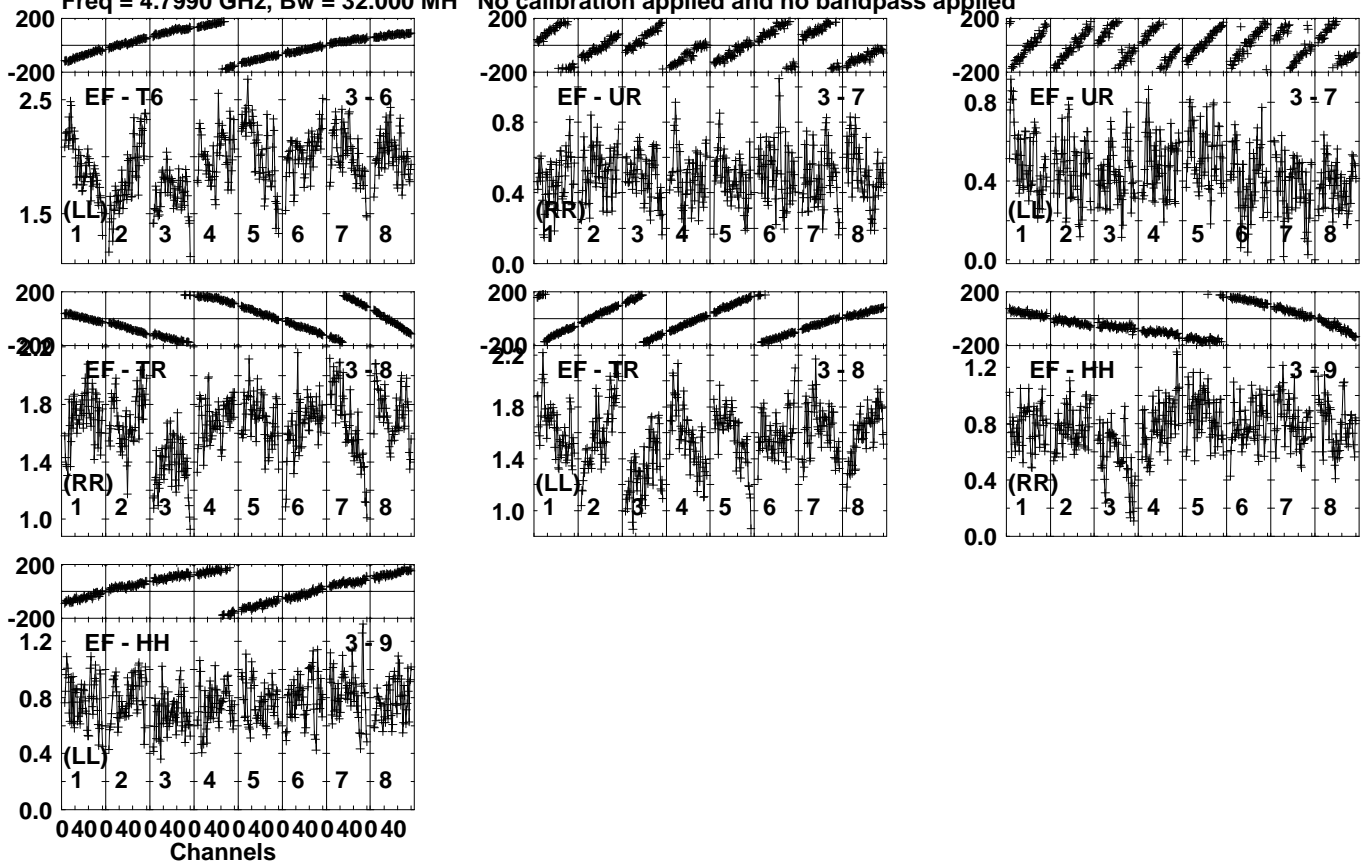 Freq = 4.7990 GHz, Bw = 32.000 MH No calibration applied and no bandpass applied
200 200 200
-200 -200 -200
EF - T6 3 - 6 EF - UR 3 - 7 EF - UR 3 - 7
2.5 0.8 0.8
1.5 0.4 0.4
(LL) (RR) (LL)
1 2 3 4 5 6 7 8 1 2 3 4 5 6 7 8 1 2 3 4 5 6 7 8
0.0 0.0
200 200 200
-200 -200 -200
2.2 2.2 1.2
EF - TR 3 - 8 EF - TR 3 - 8 EF - HH 3 - 9
1.8 1.8 0.8
1.4 1.4 0.4
(RR) (LL) (RR)
1 2 3 4 5 6 7 8 1 2 3 4 5 6 7 8 1 2 3 4 5 6 7 8
1.0 1.0 0.0
200
-200
EF - HH 3 - 9
1.2
0.8
0.4
(LL)
1 2 3 4 5 6 7 8
0.0
0 40 0 40 0 40 0 40 0 40 0 40 0 40 0 40
Channels